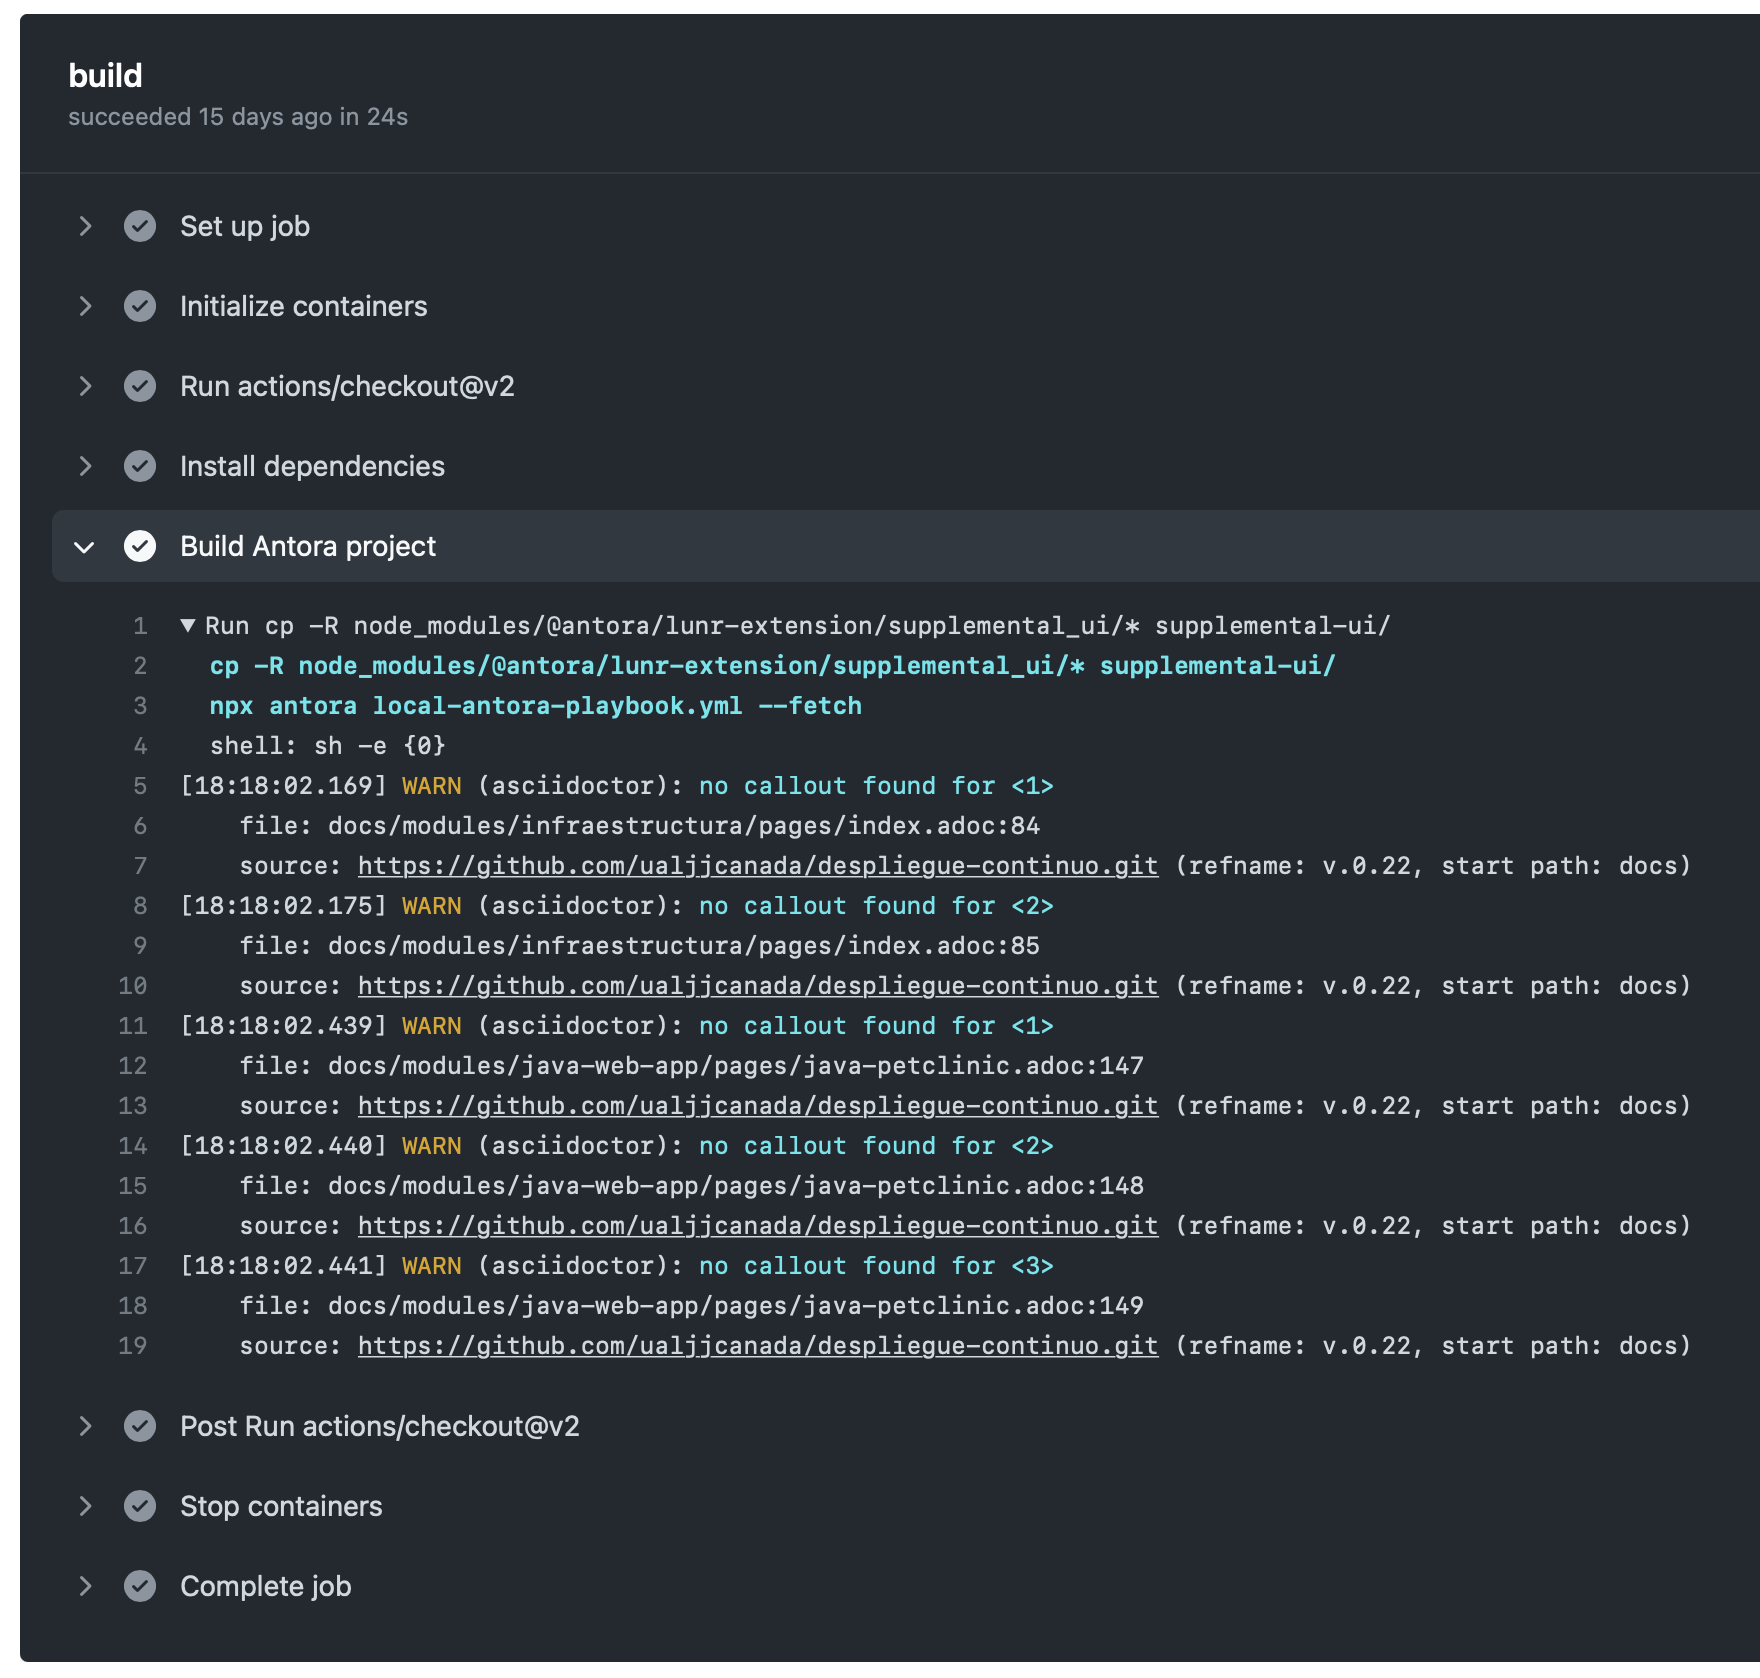 build
succeeded 15 days ago in 24s
Set up job
Initialize containers
Run actions/checkout@v2
Install dependencies
Build Antora project
1 ▼ Run cp -R node_modules/@antora/lunr-extension/supplemental_ui/* supplemental-ui/
2 cp -R node_modules/@antora/lunr-extension/supplemental_ui/* supplemental-ui/
3 npx antora local-antora-playbook.yml --fetch
4 shell: sh -e {0}
5 [18:18:02.169] WARN (asciidoctor): no callout found for <1>
6 file: docs/modules/infraestructura/pages/index.adoc:84
7 source: https://github.com/ualjjcanada/despliegue-continuo.git (refname: v.0.22, start path: docs)
8 [18:18:02.175] WARN (asciidoctor): no callout found for <2>
9 file: docs/modules/infraestructura/pages/index.adoc:85
10 source: https://github.com/ualjjcanada/despliegue-continuo.git (refname: v.0.22, start path: docs)
11 [18:18:02.439] WARN (asciidoctor): no callout found for <1>
12 file: docs/modules/java-web-app/pages/java-petclinic.adoc:147
13 source: https://github.com/ualjjcanada/despliegue-continuo.git (refname: v.0.22, start path: docs)
14 [18:18:02.440] WARN (asciidoctor): no callout found for <2>
15 file: docs/modules/java-web-app/pages/java-petclinic.adoc:148
16 source: https://github.com/ualjjcanada/despliegue-continuo.git (refname: v.0.22, start path: docs)
17 [18:18:02.441] WARN (asciidoctor): no callout found for <3>
18 file: docs/modules/java-web-app/pages/java-petclinic.adoc:149
19 source: https://github.com/ualjjcanada/despliegue-continuo.git (refname: v.0.22, start path: docs)
Post Run actions/checkout@v2
Stop containers
Complete job